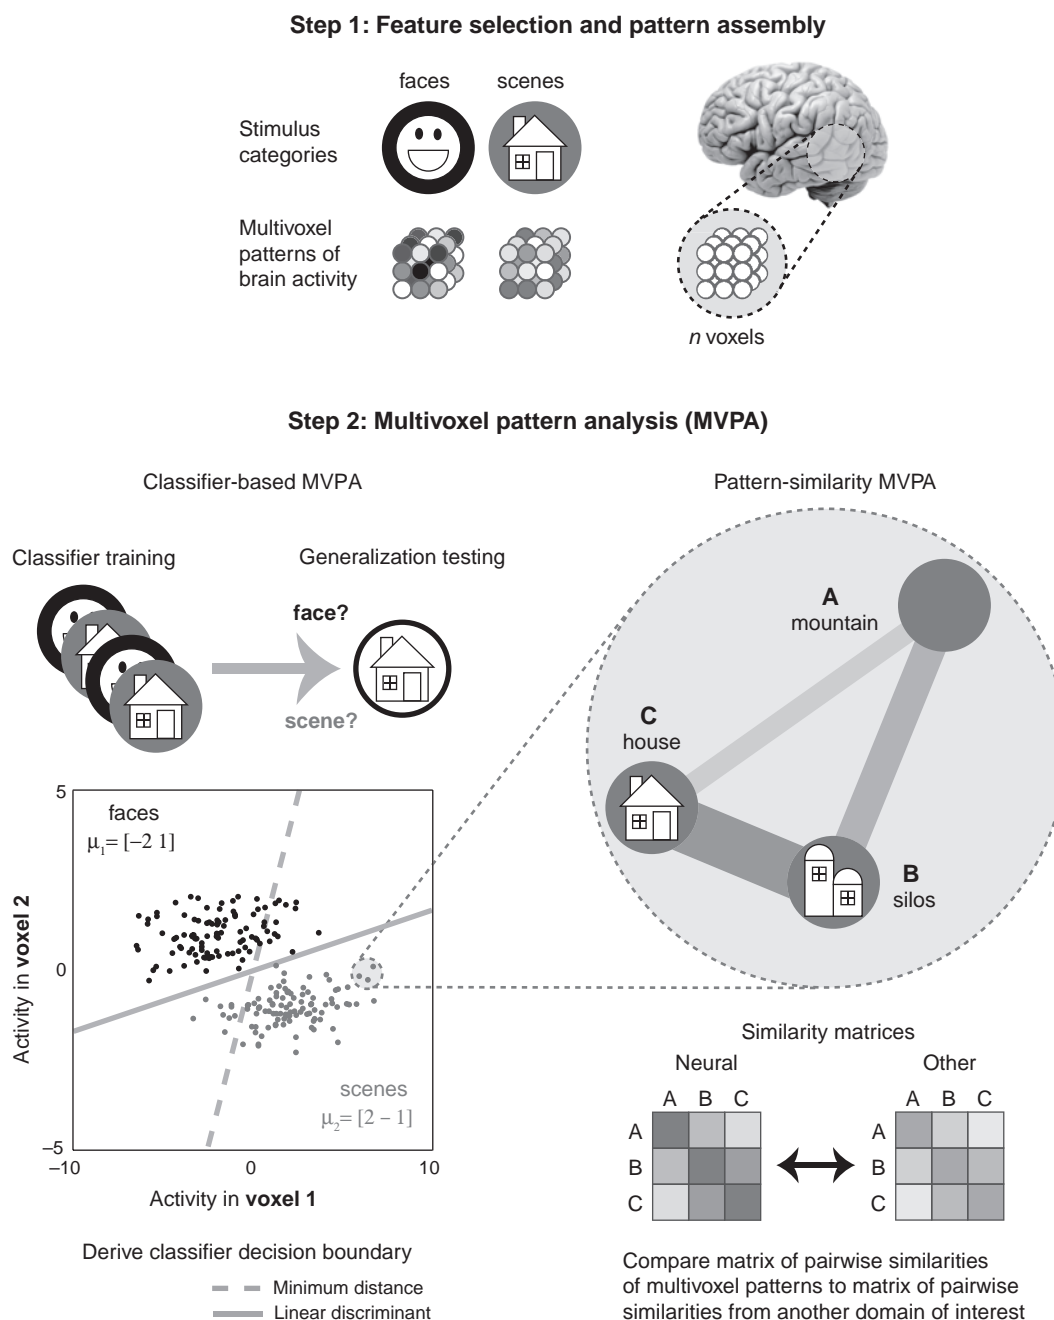 Step 1: Feature selection and pattern assembly
faces scenes
Stimulus
categories
Multivoxel
patterns of
brain activity
n voxels
Step 2: Multivoxel pattern analysis (MVPA)
Classifier-based MVPA
Pattern-similarity MVPA
Classifier training
Generalization testing
face?
scene?
A
mountain
C
house
B
silos
5
faces
μ1= [–2 1]
Activity in voxel 2
0
scenes
μ2= [2 – 1]
–5
–10 0 10
Activity in voxel 1
Derive classifier decision boundary
Minimum distance
Linear discriminant
Similarity matrices
Neural Other
A B C
A
B
C
A B C
A
B
C
Compare matrix of pairwise similarities
of multivoxel patterns to matrix of pairwise
similarities from another domain of interest